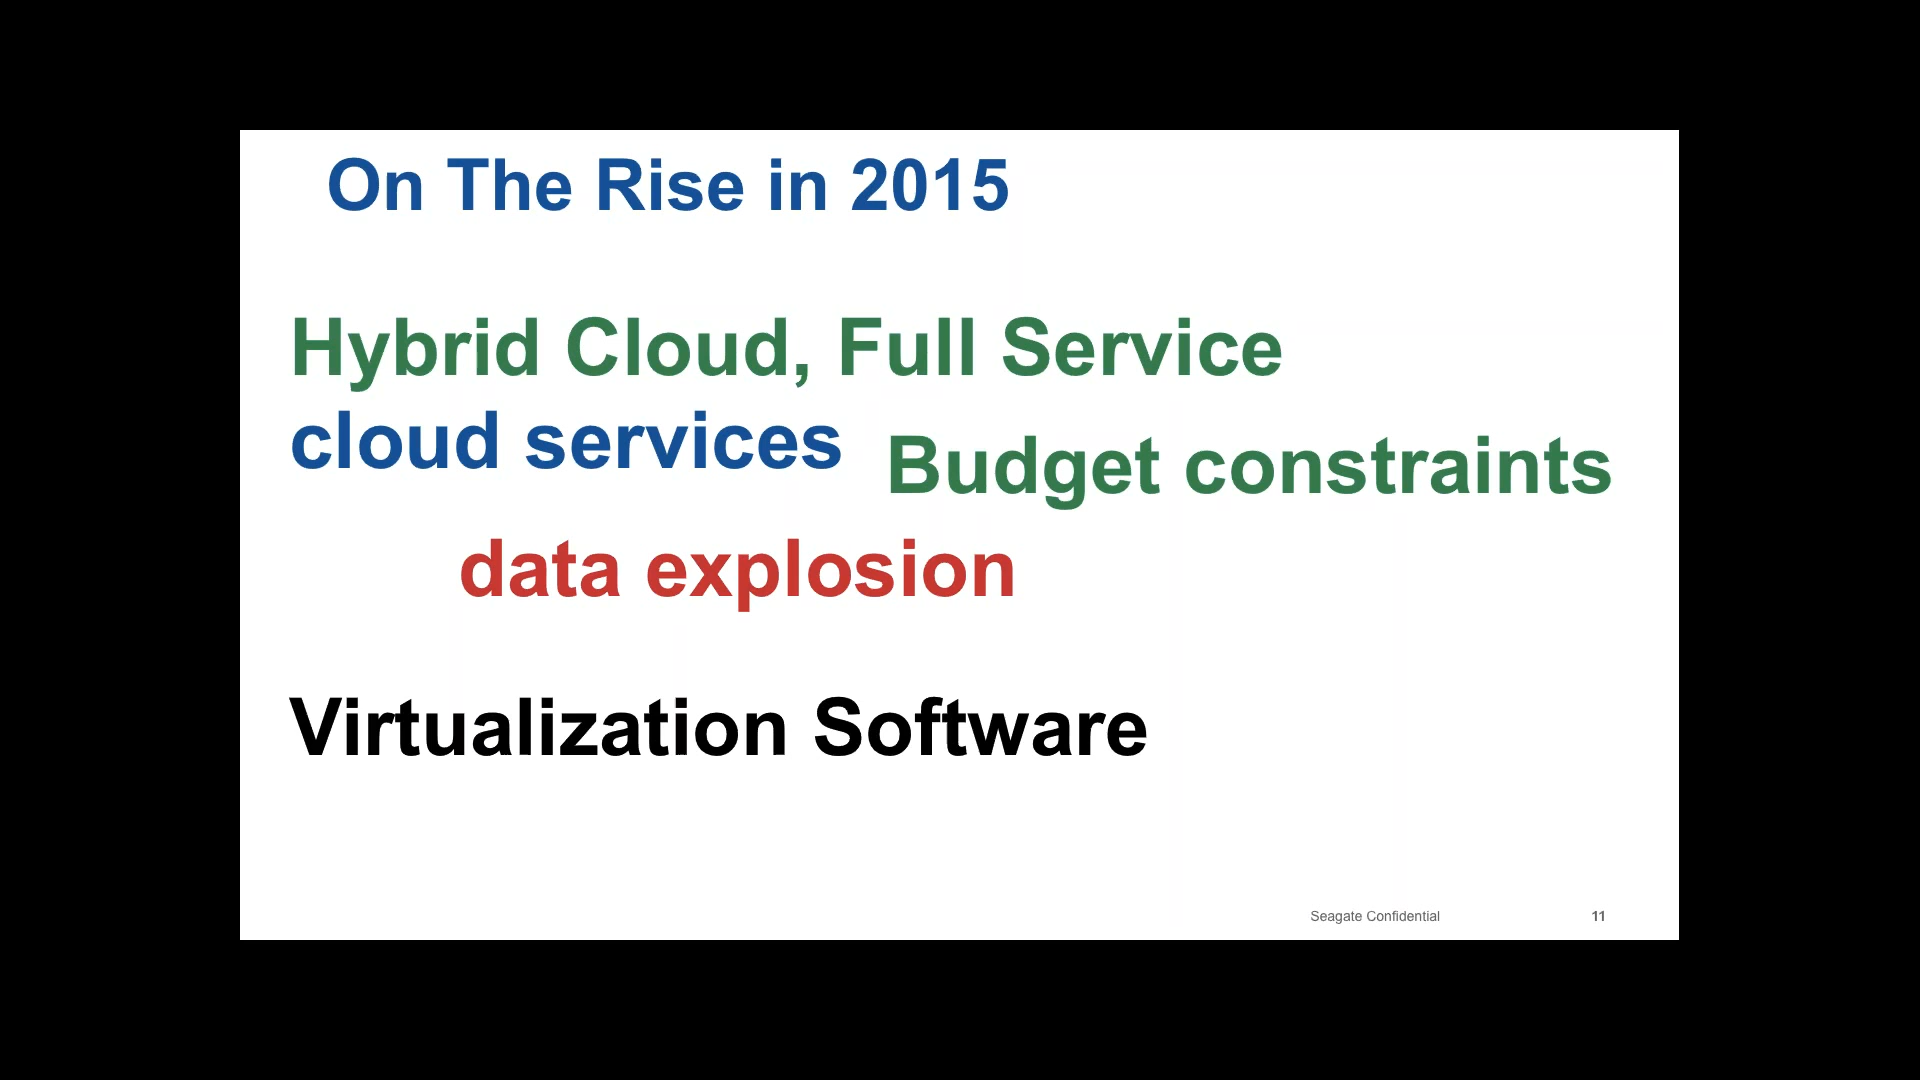 On The Rise in 2015
Hybrid Cloud, Full Service
cloud services
Budget constraints
data explosion
Virtualization Software
Seagate Confidential
11